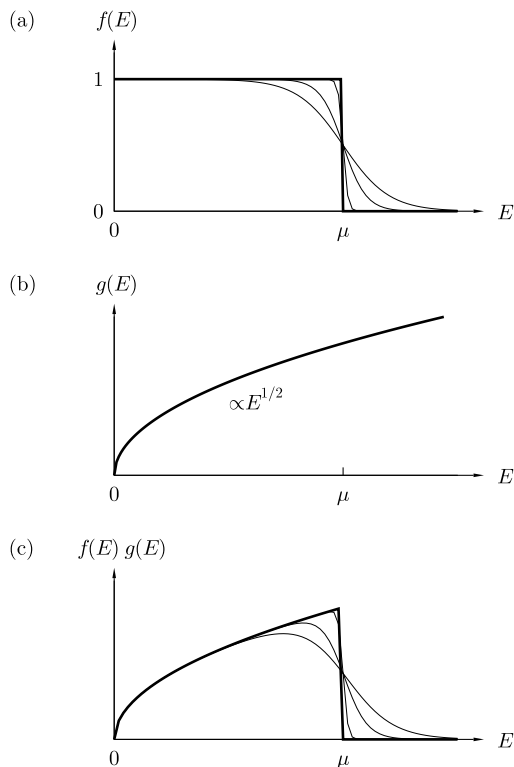 (a) f(E)
1
0
0 μ E
(b) g(E)
∝E^{1/2}
0 μ E
(c) f(E) g(E)
0 μ E